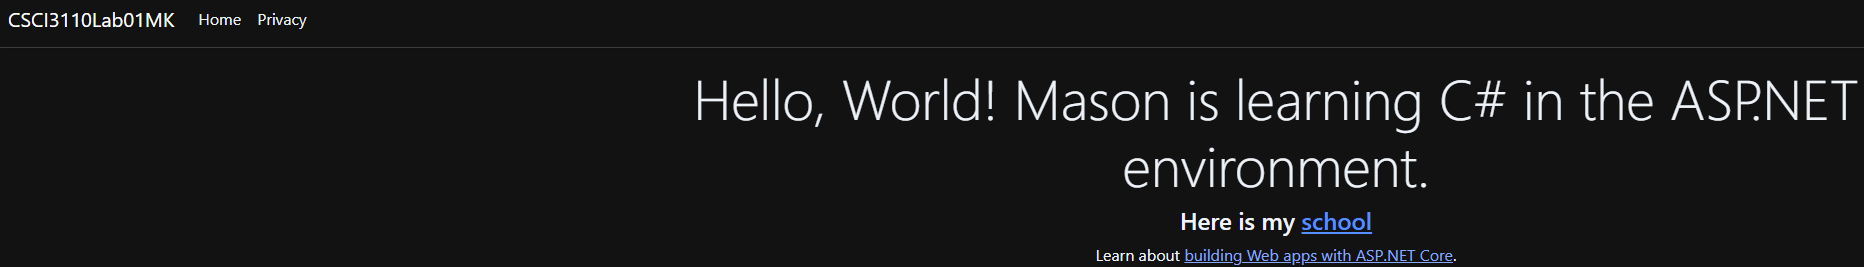 CSCI3110Lab01MK Home Privacy
Hello, World! Mason is learning C# in the ASP.NET
environment.
Here is my school
Learn about building Web apps with ASP.NET Core.